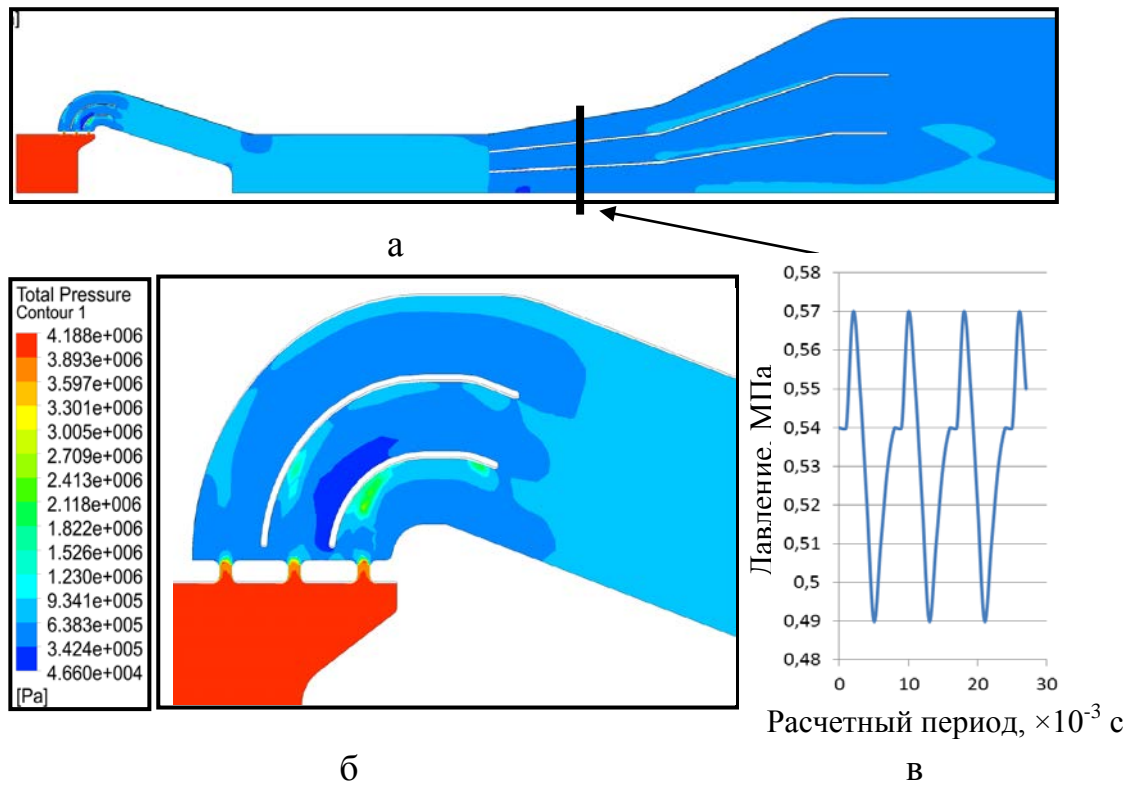 ]
а
Total Pressure
Contour 1
4.188e+006
3.893e+006
3.597e+006
3.301e+006
3.005e+006
2.709e+006
2.413e+006
2.118e+006
1.822e+006
1.526e+006
1.230e+006
9.341e+005
6.383e+005
3.424e+005
4.660e+004
[Pa]
б
Давление. МПа
0,58
0,57
0,56
0,55
0,54
0,53
0,52
0,51
0,5
0,49
0,48
0 10 20 30
Расчетный период, ×10⁻³ с
в